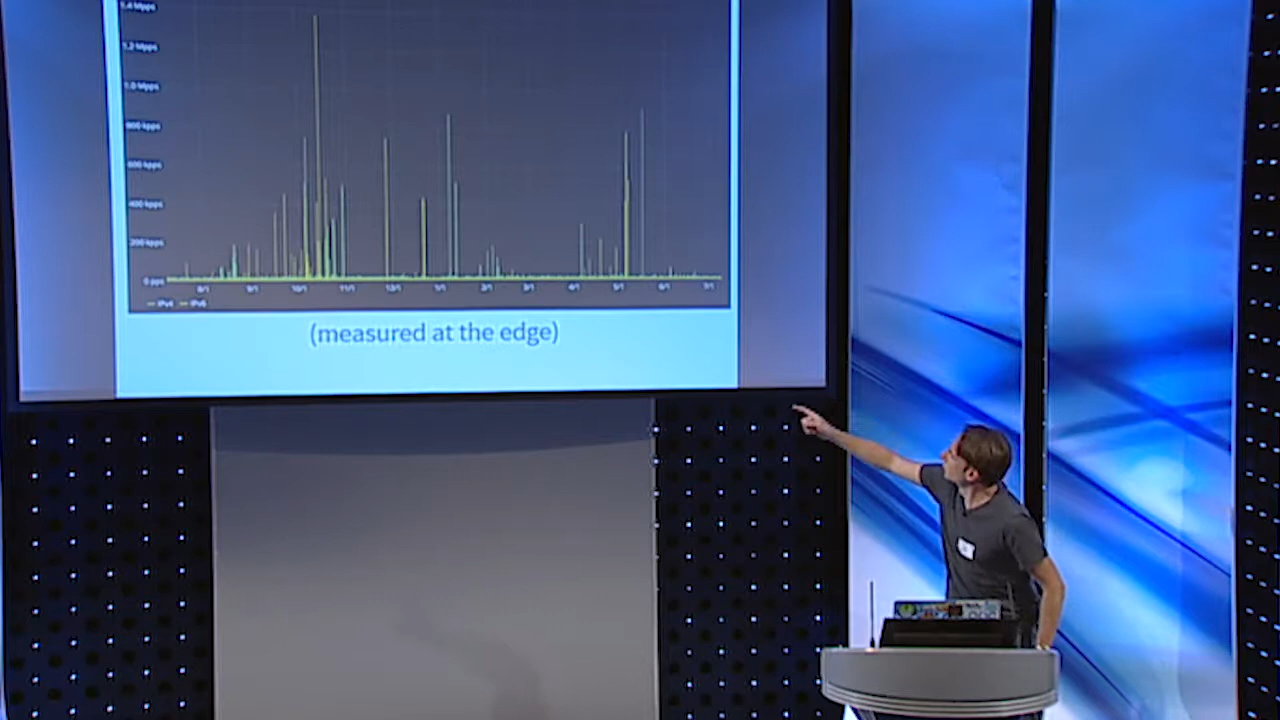 1.4 Mpps
1.2 Mpps
1.0 Mpps
800 kpps
600 kpps
400 kpps
200 kpps
0 pps
8/1 9/1 10/1 11/1 12/1 1/1 2/1 3/1 4/1 5/1 6/1 7/1
IPv4 IPv6
(measured at the edge)